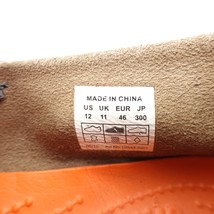 MADE IN CHINA
US UK EUR JP
12 11 46 300